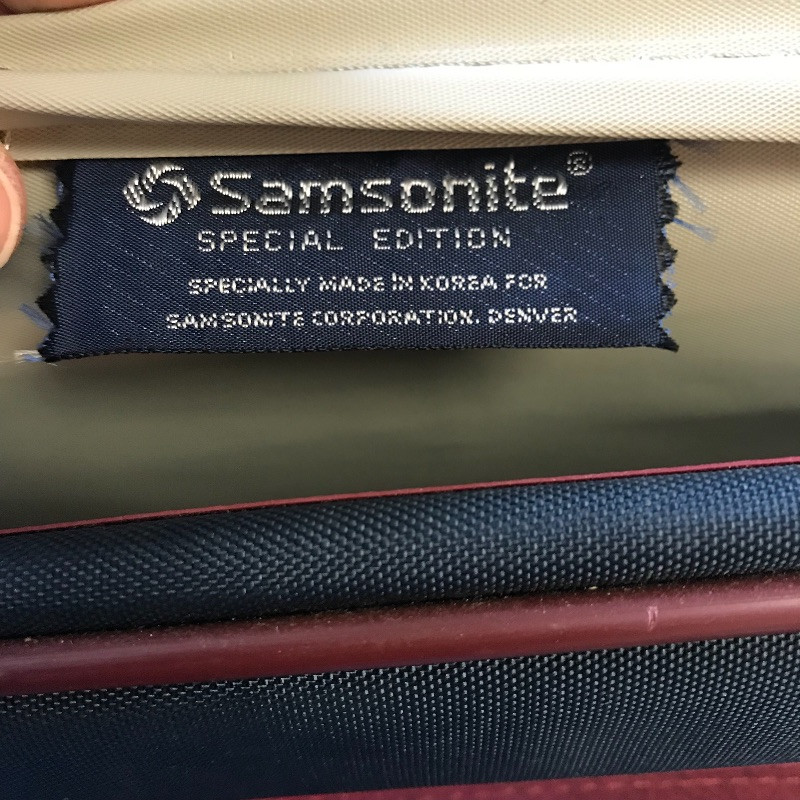 Samsonite®
SPECIAL EDITION
SPECIALLY MADE IN KOREA FOR
SAMSONITE CORPORATION. DENVER